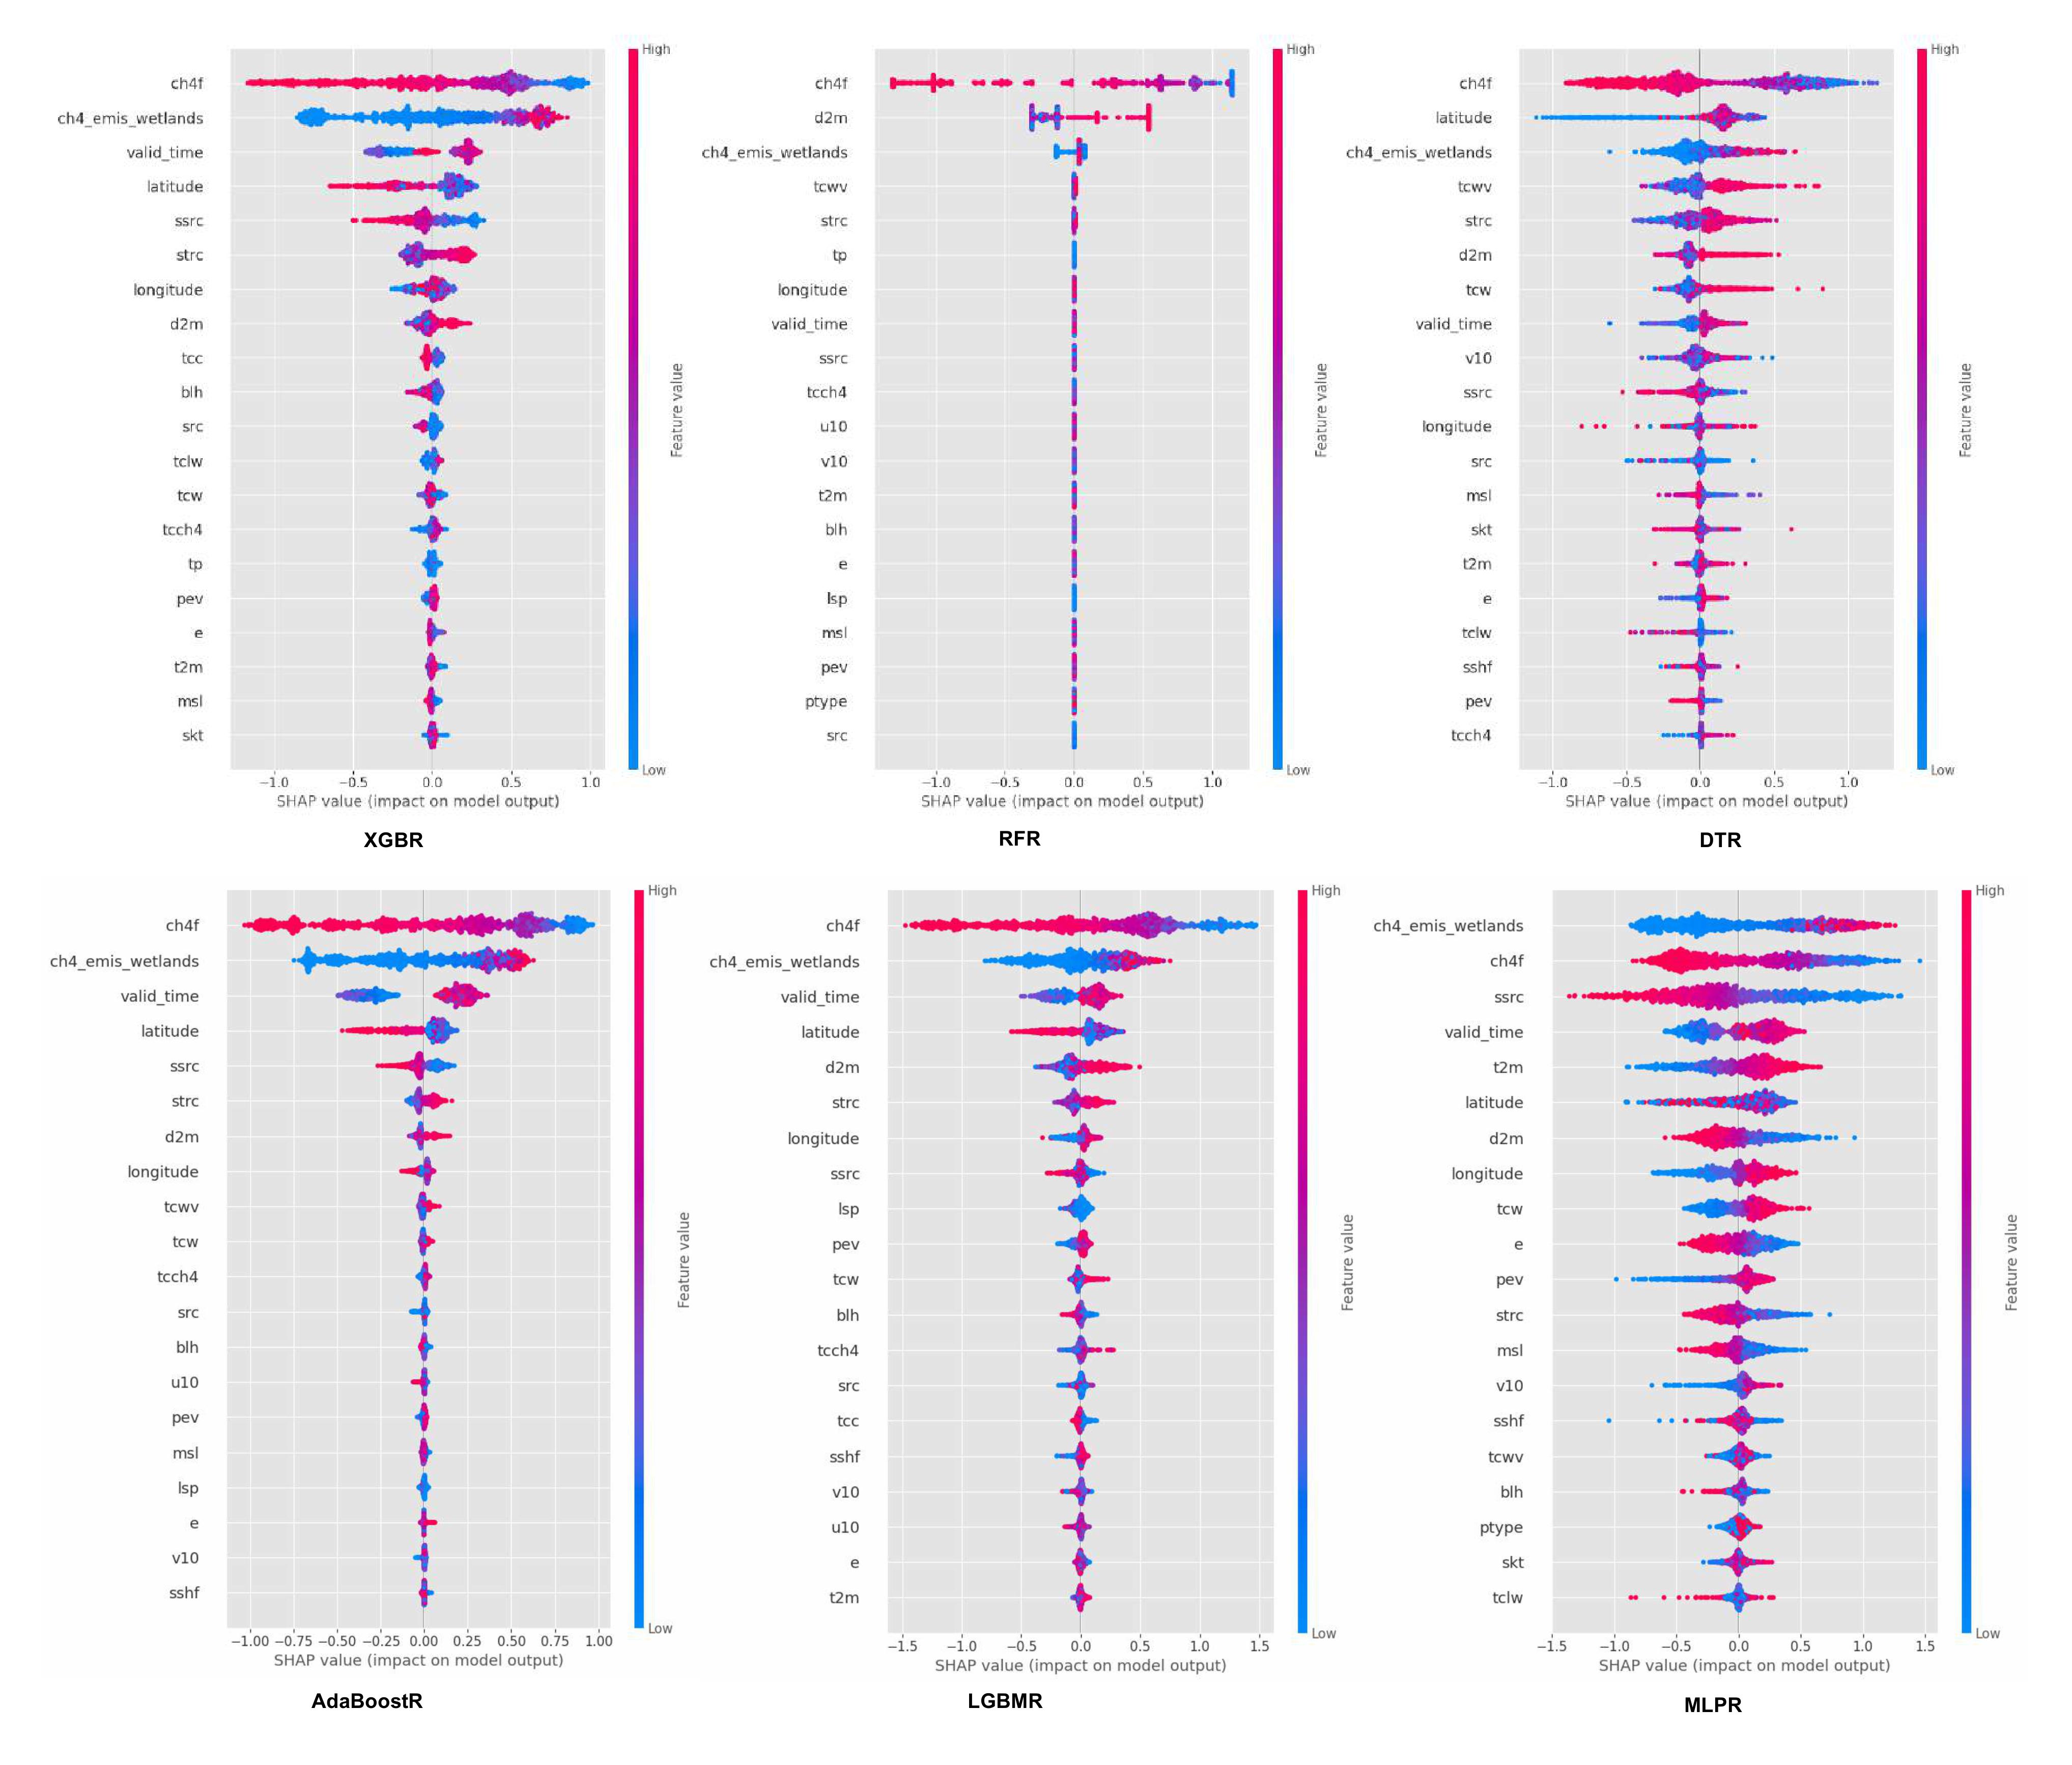 High
ch4f
ch4_emis_wetlands
valid_time
latitude
ssrc
strc
longitude
d2m
tcc
blh
src
tclw
tcw
tcch4
tp
pev
e
t2m
msl
skt
Feature value
Low
−1.0 −0.5 0.0 0.5 1.0
SHAP value (impact on model output)
XGBR
High
ch4f
d2m
ch4_emis_wetlands
tcwv
strc
tp
longitude
valid_time
ssrc
tcch4
u10
v10
t2m
blh
e
lsp
msl
pev
ptype
src
Feature value
Low
−1.0 −0.5 0.0 0.5 1.0
SHAP value (impact on model output)
RFR
High
ch4f
latitude
ch4_emis_wetlands
tcwv
strc
d2m
tcw
valid_time
v10
ssrc
longitude
src
msl
skt
t2m
e
tclw
sshf
pev
tcch4
Feature value
Low
−1.0 −0.5 0.0 0.5 1.0
SHAP value (impact on model output)
DTR
High
ch4f
ch4_emis_wetlands
valid_time
latitude
ssrc
strc
d2m
longitude
tcwv
tcw
tcch4
src
blh
u10
pev
msl
lsp
e
v10
sshf
Feature value
Low
−1.00 −0.75 −0.50 −0.25 0.00 0.25 0.50 0.75 1.00
SHAP value (impact on model output)
AdaBoostR
High
ch4f
ch4_emis_wetlands
valid_time
latitude
d2m
strc
longitude
ssrc
lsp
pev
tcw
blh
tcch4
src
tcc
sshf
v10
u10
e
t2m
Feature value
Low
−1.5 −1.0 −0.5 0.0 0.5 1.0 1.5
SHAP value (impact on model output)
LGBMR
High
ch4_emis_wetlands
ch4f
ssrc
valid_time
t2m
latitude
d2m
longitude
tcw
e
pev
strc
msl
v10
sshf
tcwv
blh
ptype
skt
tclw
Feature value
Low
−1.5 −1.0 −0.5 0.0 0.5 1.0 1.5
SHAP value (impact on model output)
MLPR